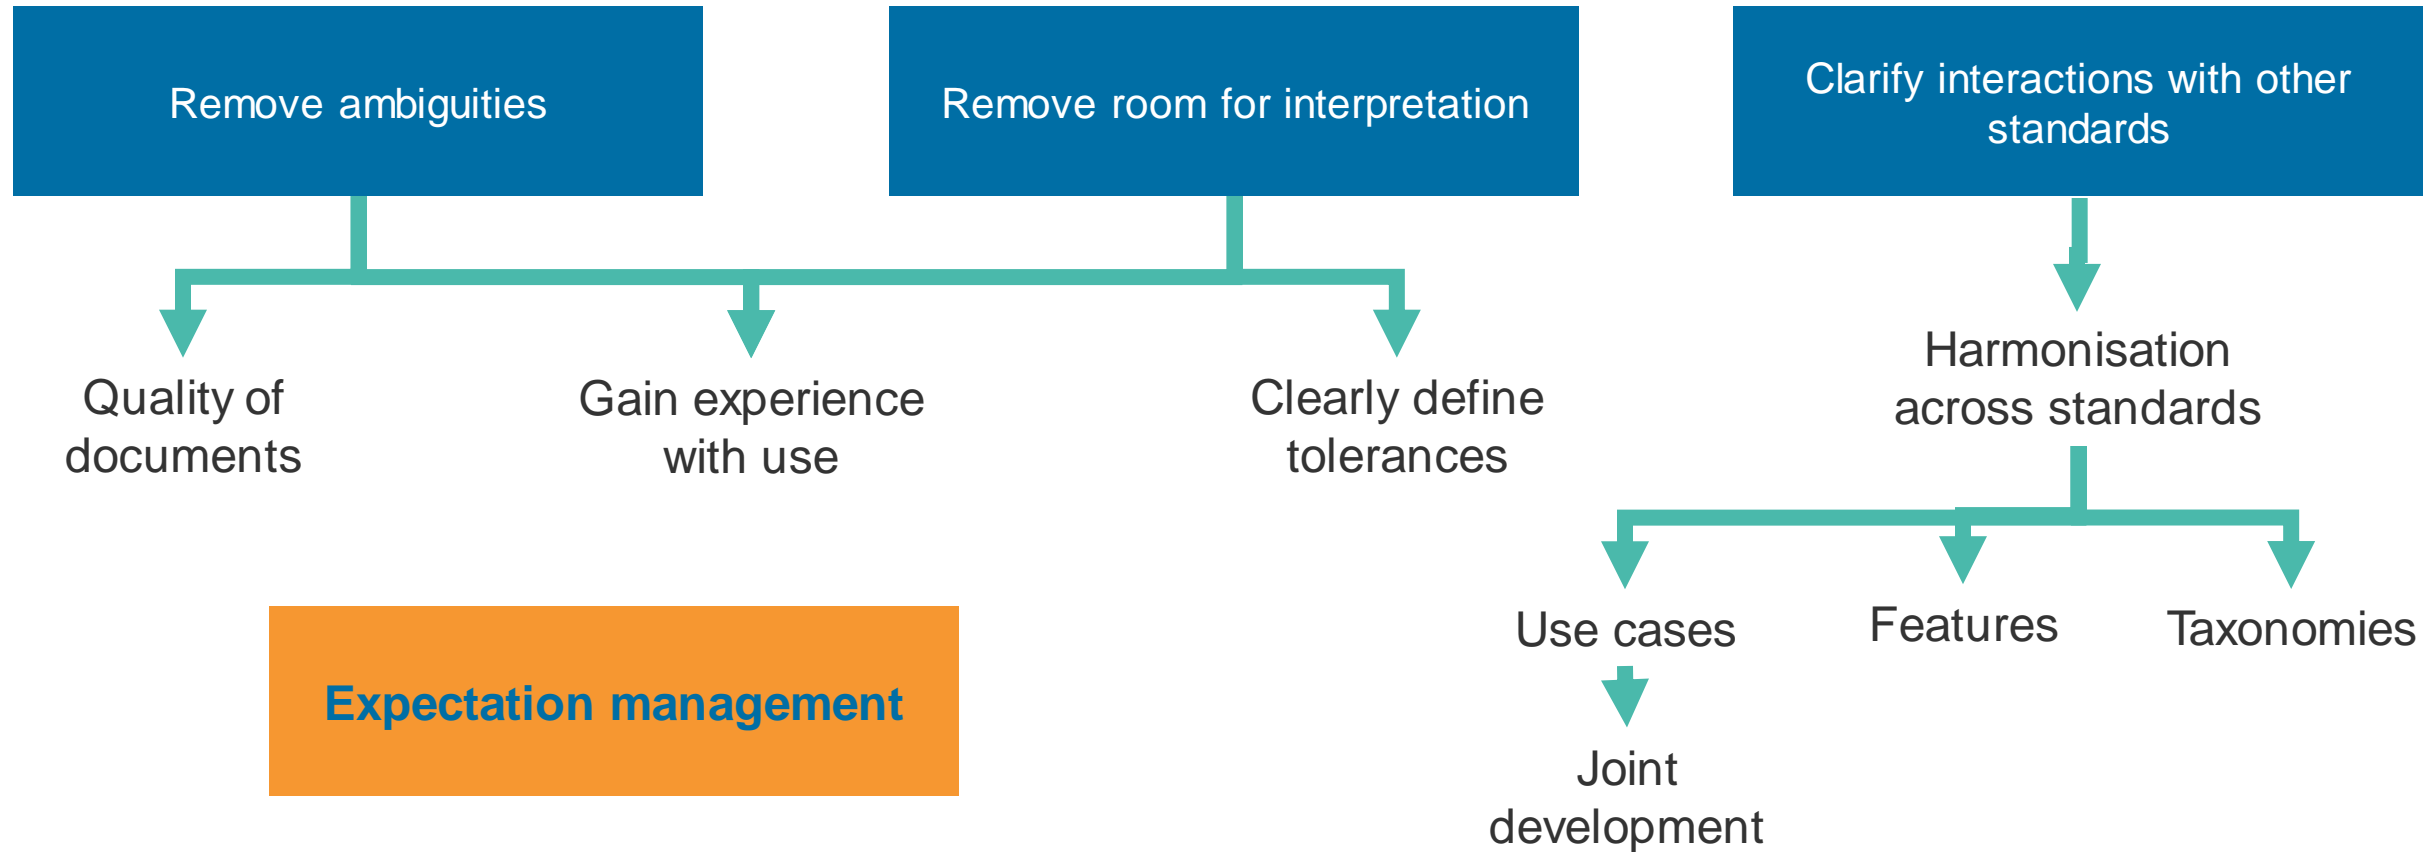 Remove ambiguities
Remove room for interpretation
Clarify interactions with other
standards
Quality of
documents
Gain experience
with use
Clearly define
tolerances
Harmonisation
across standards
Use cases
Features
Taxonomies
Expectation management
Joint
development